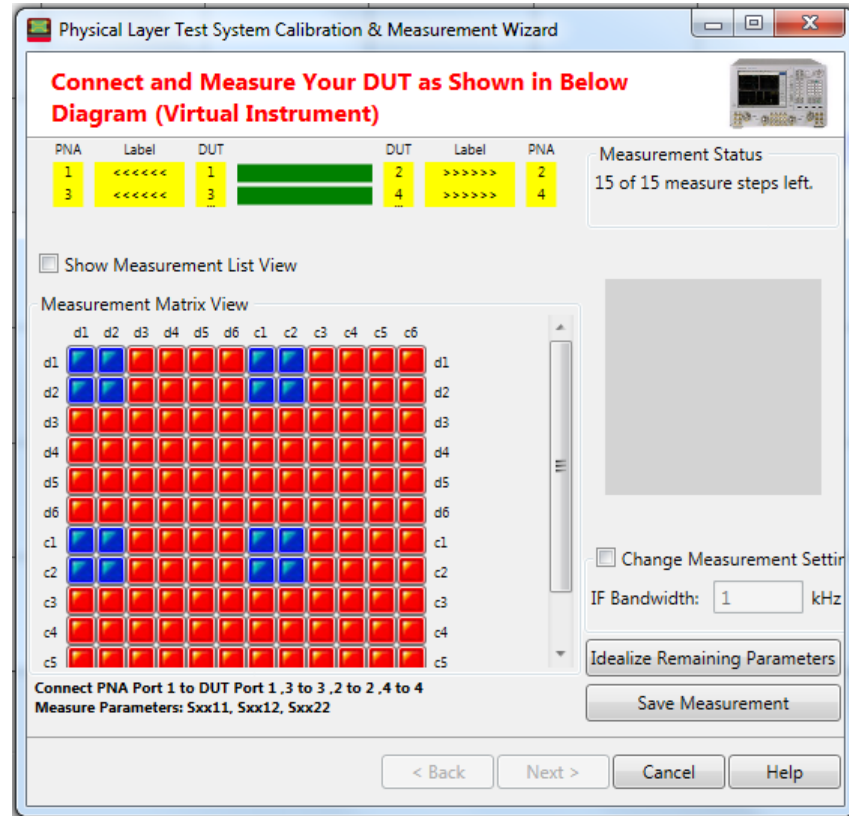 Physical Layer Test System Calibration & Measurement Wizard
Connect and Measure Your DUT as Shown in Below
Diagram (Virtual Instrument)
PNA Label DUT DUT Label PNA
1 <<<<<< 1 2 >>>>>> 2
3 <<<<<< 3 4 >>>>>> 4
... ...
Measurement Status
15 of 15 measure steps left.
Show Measurement List View
Measurement Matrix View
d1 d2 d3 d4 d5 d6 c1 c2 c3 c4 c5 c6
d1 d1
d2 d2
d3 d3
d4 d4
d5 d5
d6 d6
c1 c1
c2 c2
c3 c3
c4 c4
c5 c5
Change Measurement Settin
IF Bandwidth: 1 kHz
Idealize Remaining Parameters
Save Measurement
Connect PNA Port 1 to DUT Port 1 ,3 to 3 ,2 to 2 ,4 to 4
Measure Parameters: Sxx11, Sxx12, Sxx22
< Back Next > Cancel Help